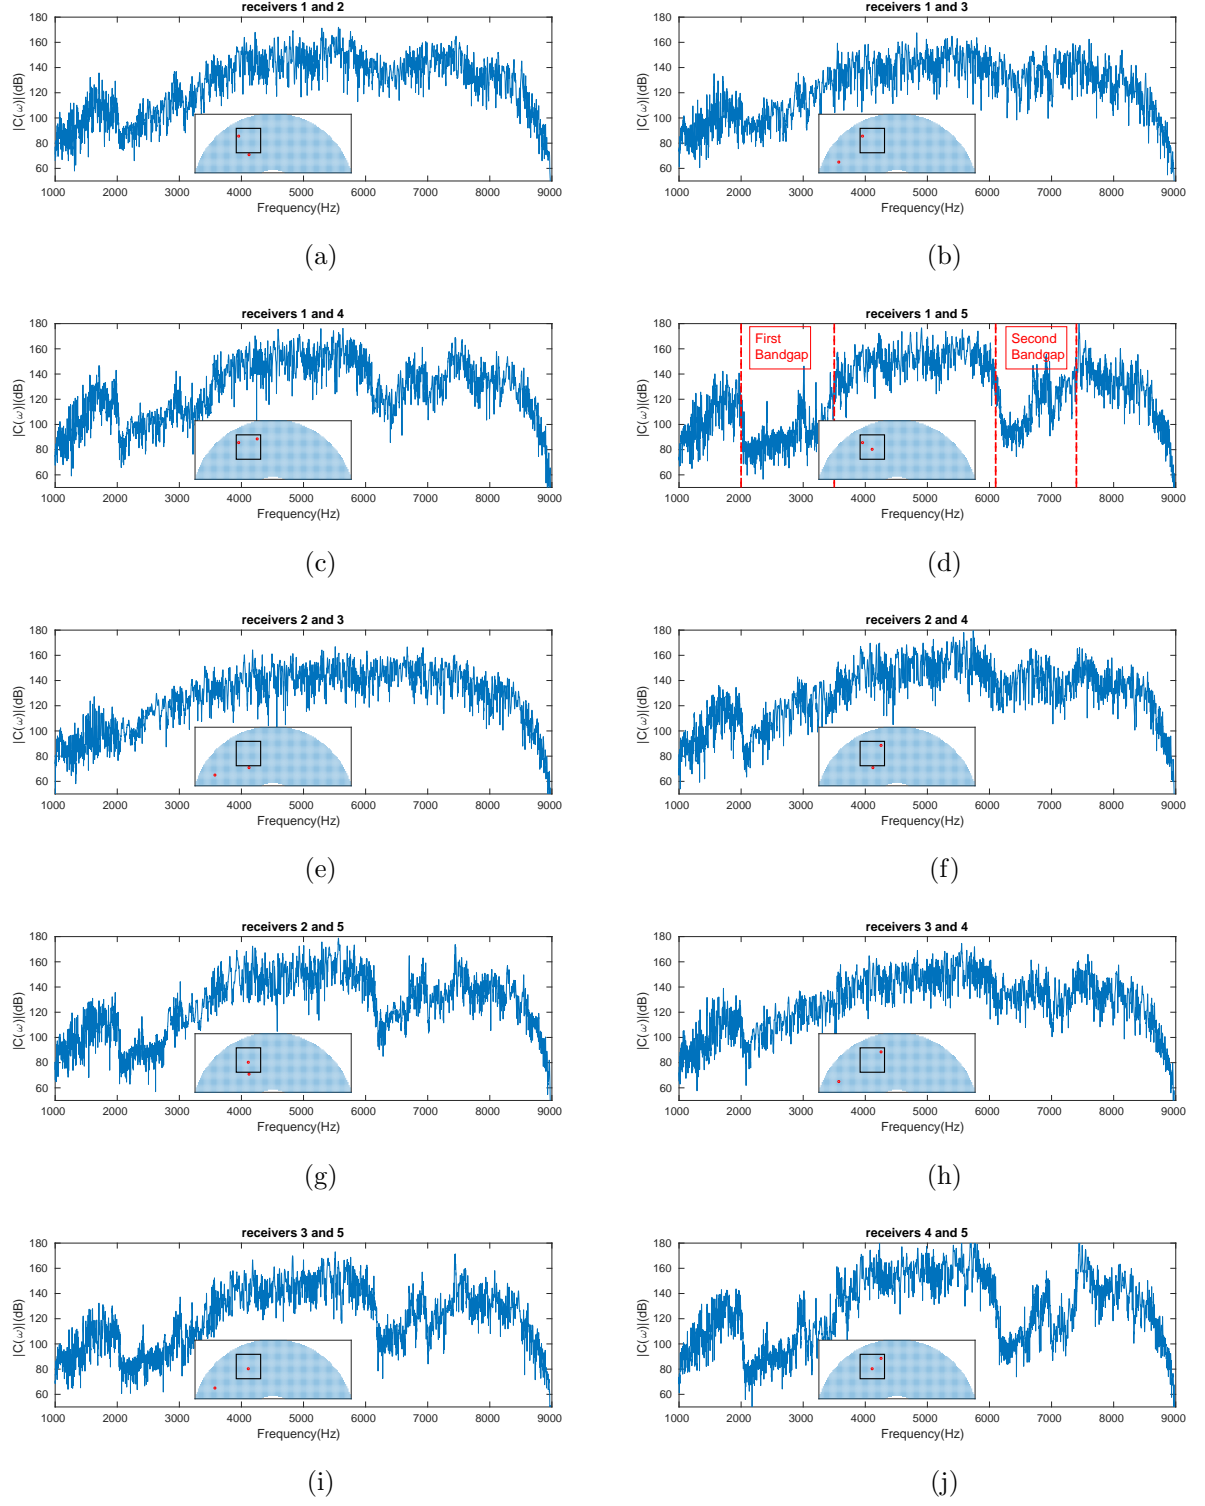 receivers 1 and 2
receivers 1 and 3
180
160
140
120
100
80
60
|C(ω)|(dB)
1000 2000 3000 4000 5000 6000 7000 8000 9000
Frequency(Hz)
180
160
140
120
100
80
60
|C(ω)|(dB)
1000 2000 3000 4000 5000 6000 7000 8000 9000
Frequency(Hz)
(a)
(b)
receivers 1 and 4
receivers 1 and 5
180
160
140
120
100
80
60
|C(ω)|(dB)
1000 2000 3000 4000 5000 6000 7000 8000 9000
Frequency(Hz)
180
160
140
120
100
80
60
|C(ω)|(dB)
First
Bandgap
Second
Bandgap
1000 2000 3000 4000 5000 6000 7000 8000 9000
Frequency(Hz)
(c)
(d)
receivers 2 and 3
receivers 2 and 4
180
160
140
120
100
80
60
|C(ω)|(dB)
1000 2000 3000 4000 5000 6000 7000 8000 9000
Frequency(Hz)
180
160
140
120
100
80
60
|C(ω)|(dB)
1000 2000 3000 4000 5000 6000 7000 8000 9000
Frequency(Hz)
(e)
(f)
receivers 2 and 5
receivers 3 and 4
180
160
140
120
100
80
60
|C(ω)|(dB)
1000 2000 3000 4000 5000 6000 7000 8000 9000
Frequency(Hz)
180
160
140
120
100
80
60
|C(ω)|(dB)
1000 2000 3000 4000 5000 6000 7000 8000 9000
Frequency(Hz)
(g)
(h)
receivers 3 and 5
receivers 4 and 5
180
160
140
120
100
80
60
|C(ω)|(dB)
1000 2000 3000 4000 5000 6000 7000 8000 9000
Frequency(Hz)
180
160
140
120
100
80
60
|C(ω)|(dB)
1000 2000 3000 4000 5000 6000 7000 8000 9000
Frequency(Hz)
(i)
(j)